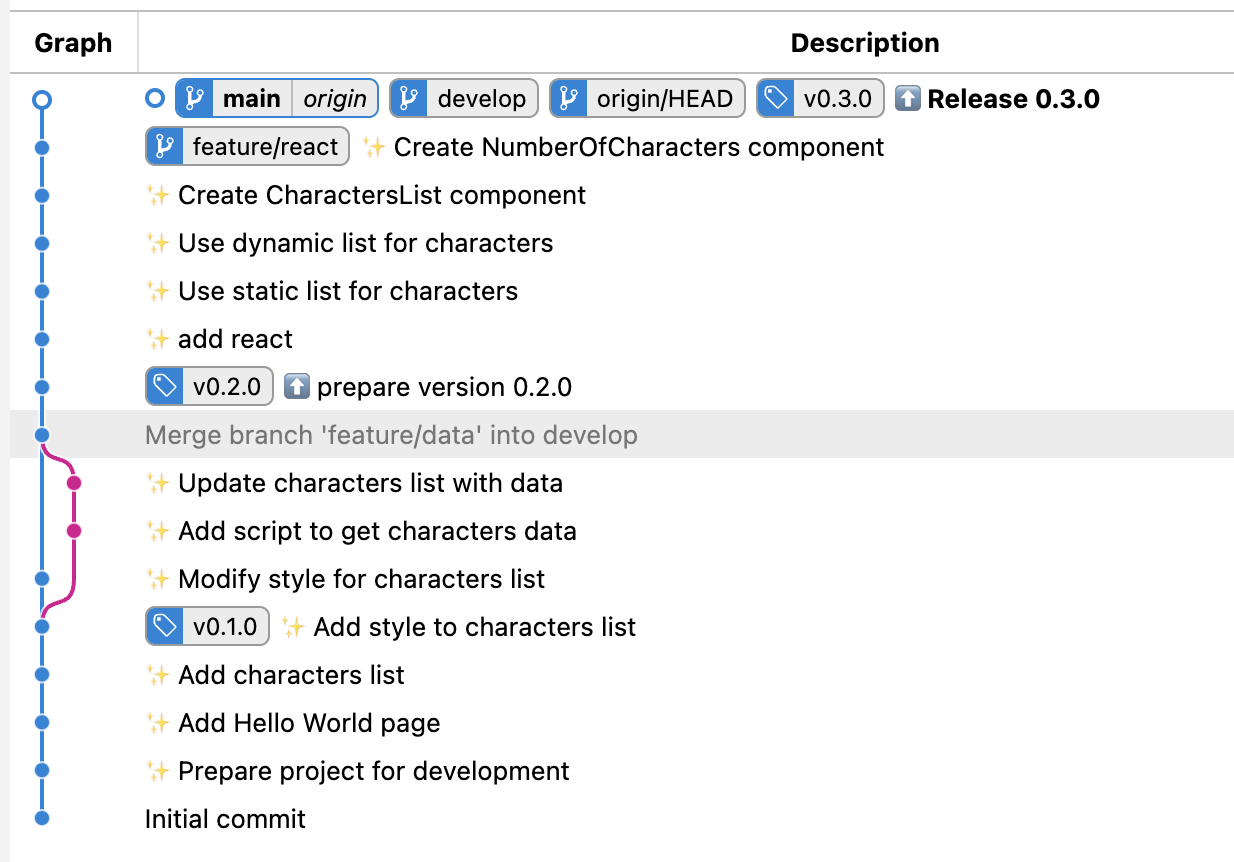 Graph Description
main origin develop origin/HEAD v0.3.0 ⬆️ Release 0.3.0
feature/react ✨ Create NumberOfCharacters component
✨ Create CharactersList component
✨ Use dynamic list for characters
✨ Use static list for characters
✨ add react
v0.2.0 ⬆️ prepare version 0.2.0
Merge branch 'feature/data' into develop
✨ Update characters list with data
✨ Add script to get characters data
✨ Modify style for characters list
v0.1.0 ✨ Add style to characters list
✨ Add characters list
✨ Add Hello World page
✨ Prepare project for development
Initial commit